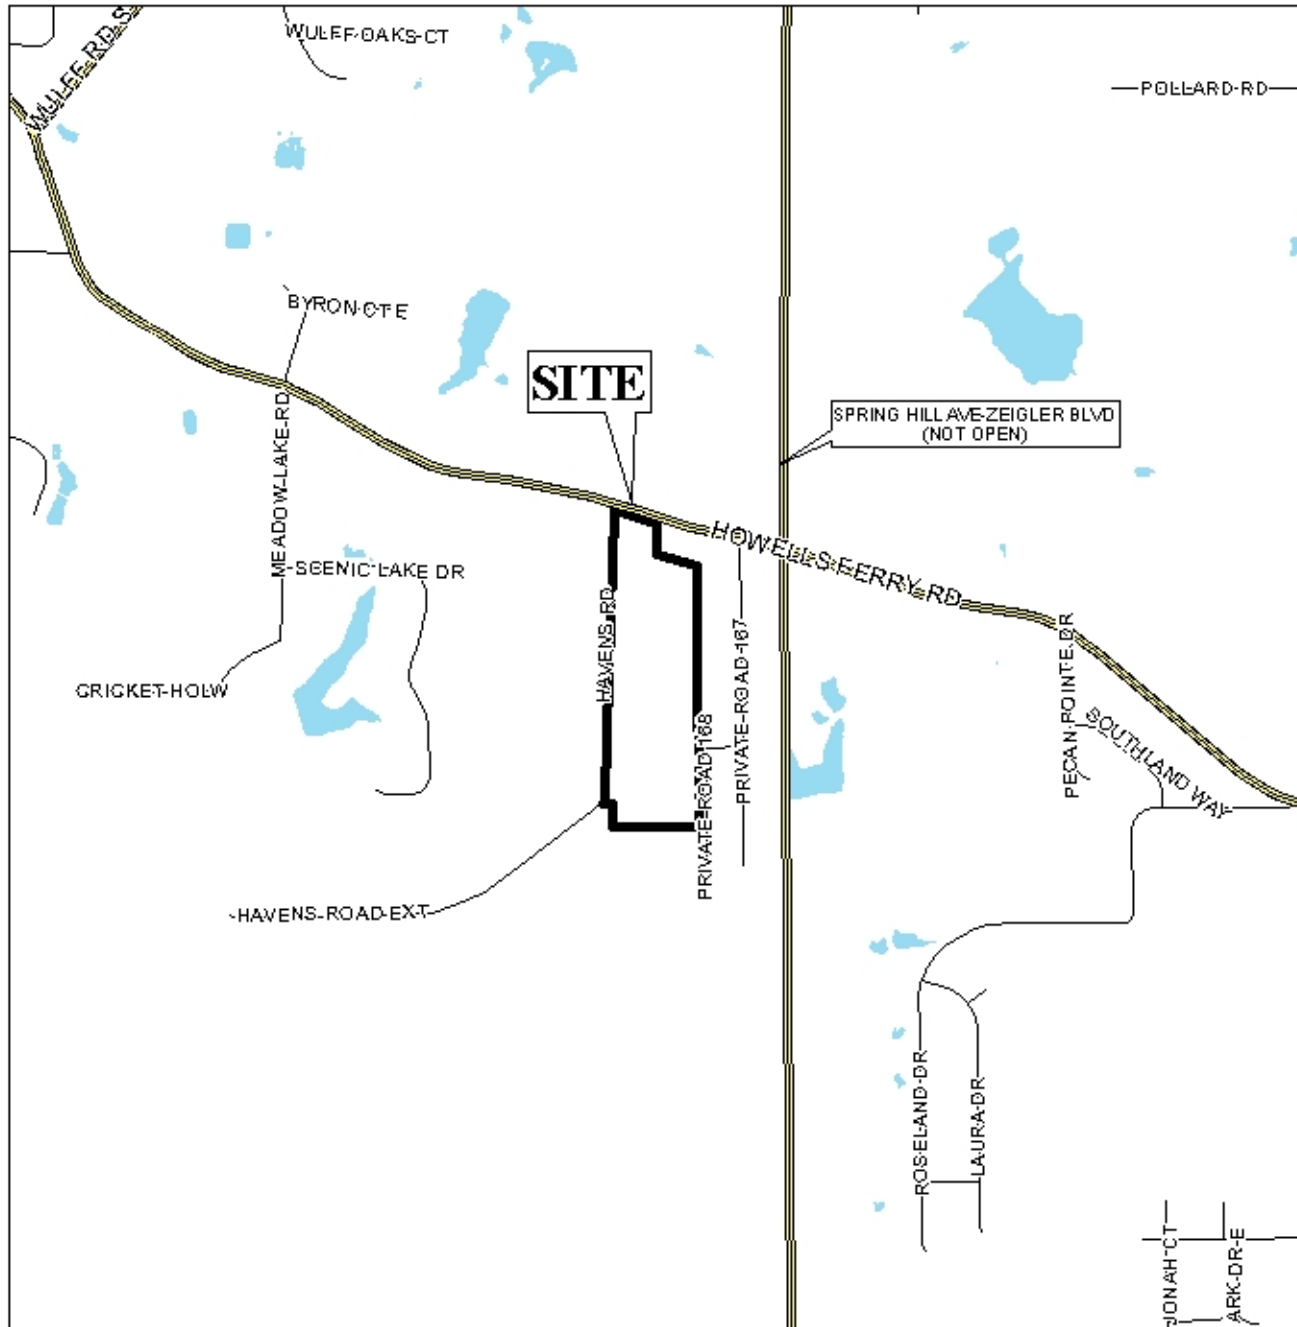 WULFF RD S
WULFF OAKS CT
POLLARD RD
BYRON CT E
SITE
SPRING HILL AVE-ZEIGLER BLVD
(NOT OPEN)
MEADOW LAKE RD
HOWELLS FERRY RD
SCENIC LAKE DR
HAVENS RD
PRIVATE ROAD 167
CRICKET HOLW
PECAN POINTE DR
SOUTHLAND WAY
PRIVATE ROAD 168
HAVENS ROAD EXT
ROSELAND DR
LAURA DR
JONAH CT
ARK DR E